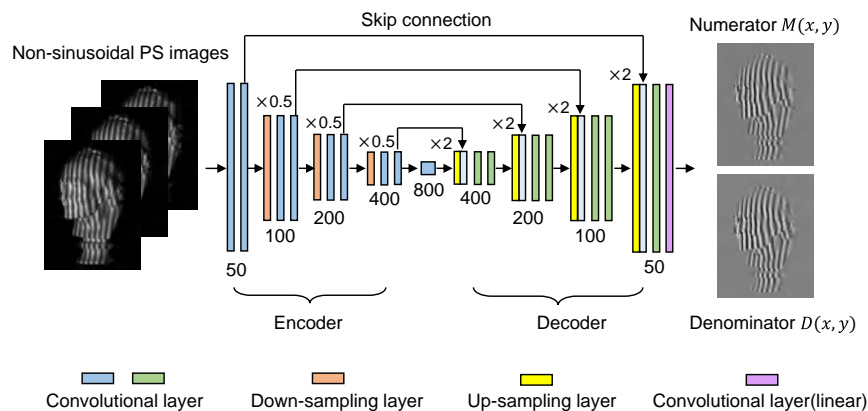 Skip connection
Numerator M(x, y)
Non-sinusoidal PS images
×0.5
×0.5
×0.5
×2
×2
×2
×2
50
100
200
400
800
400
200
100
50
Encoder
Decoder
Denominator D(x, y)
Convolutional layer
Down-sampling layer
Up-sampling layer
Convolutional layer(linear)